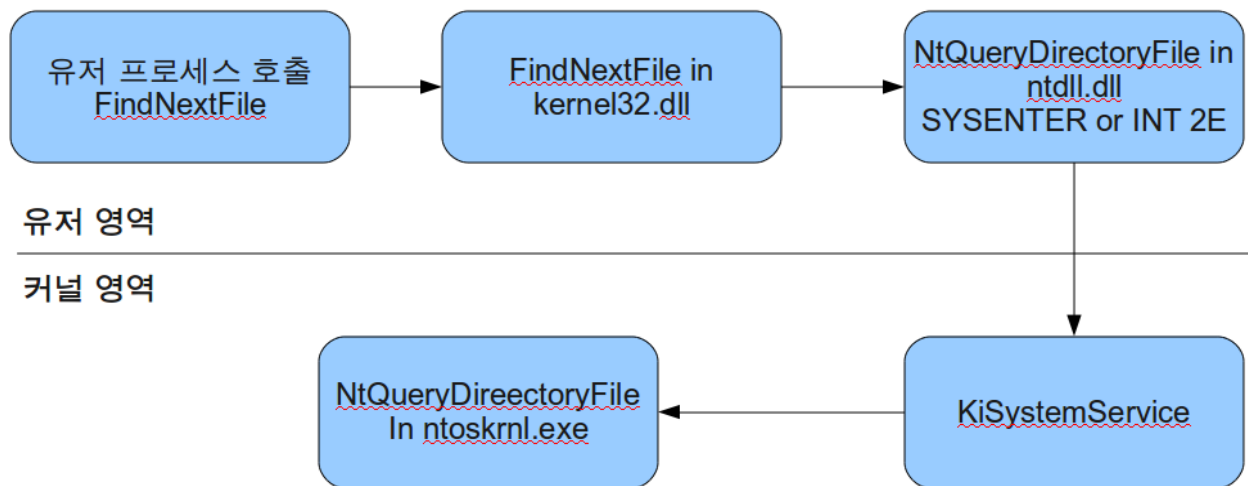 유저 프로세스 호출
FindNextFile
FindNextFile in
kernel32.dll
NtQueryDirectoryFile in
ntdll.dll
SYSENTER or INT 2E
유저 영역
커널 영역
NtQueryDireectoryFile
In ntoskrnl.exe
KiSystemService